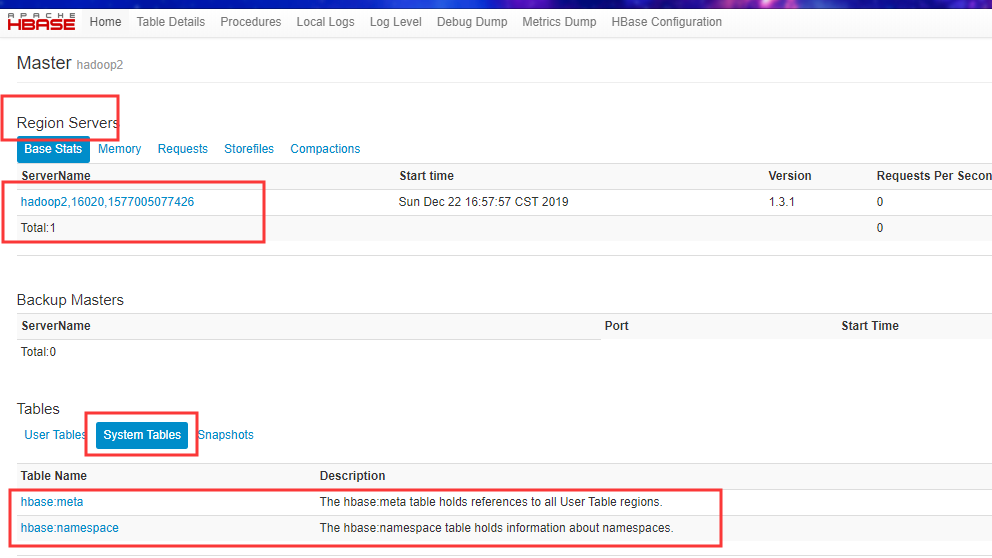 APACHE
HBASE Home Table Details Procedures Local Logs Log Level Debug Dump Metrics Dump HBase Configuration
Master hadoop2
Region Servers
Base Stats Memory Requests Storefiles Compactions
ServerName Start time Version Requests Per Secon
hadoop2,16020,1577005077426 Sun Dec 22 16:57:57 CST 2019 1.3.1 0
Total:1 0
Backup Masters
ServerName Port Start Time
Total:0
Tables
User Tables System Tables Snapshots
Table Name Description
hbase:meta The hbase:meta table holds references to all User Table regions.
hbase:namespace The hbase:namespace table holds information about namespaces.